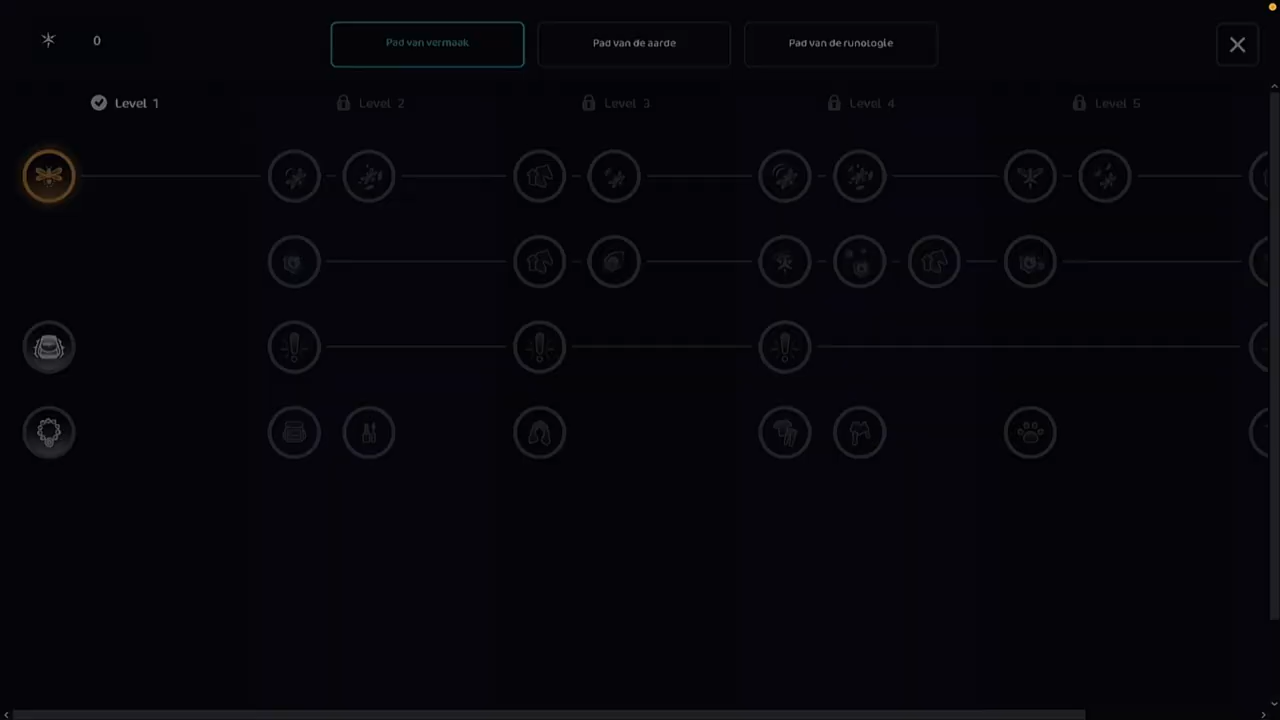 0
Pad van vermaak
Pad van de aarde
Pad van de runologie
Level 1
Level 2
Level 3
Level 4
Level 5